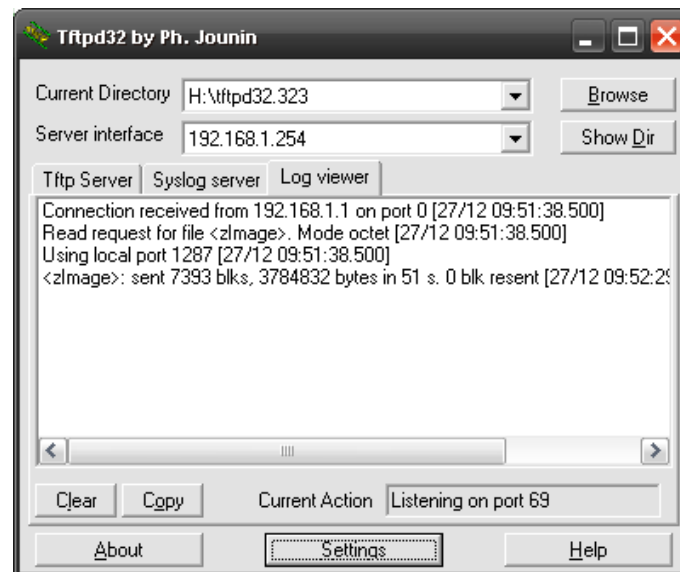 Tftpd32 by Ph. Jounin
Current Directory H:\tftpd32.323 Browse
Server interface 192.168.1.254 Show Dir
Tftp Server Syslog server Log viewer
Connection received from 192.168.1.1 on port 0 [27/12 09:51:38.500]
Read request for file <zImage>. Mode octet [27/12 09:51:38.500]
Using local port 1287 [27/12 09:51:38.500]
<zImage>: sent 7393 blks, 3784832 bytes in 51 s. 0 blk resent [27/12 09:52:29
Clear Copy Current Action Listening on port 69
About Settings Help